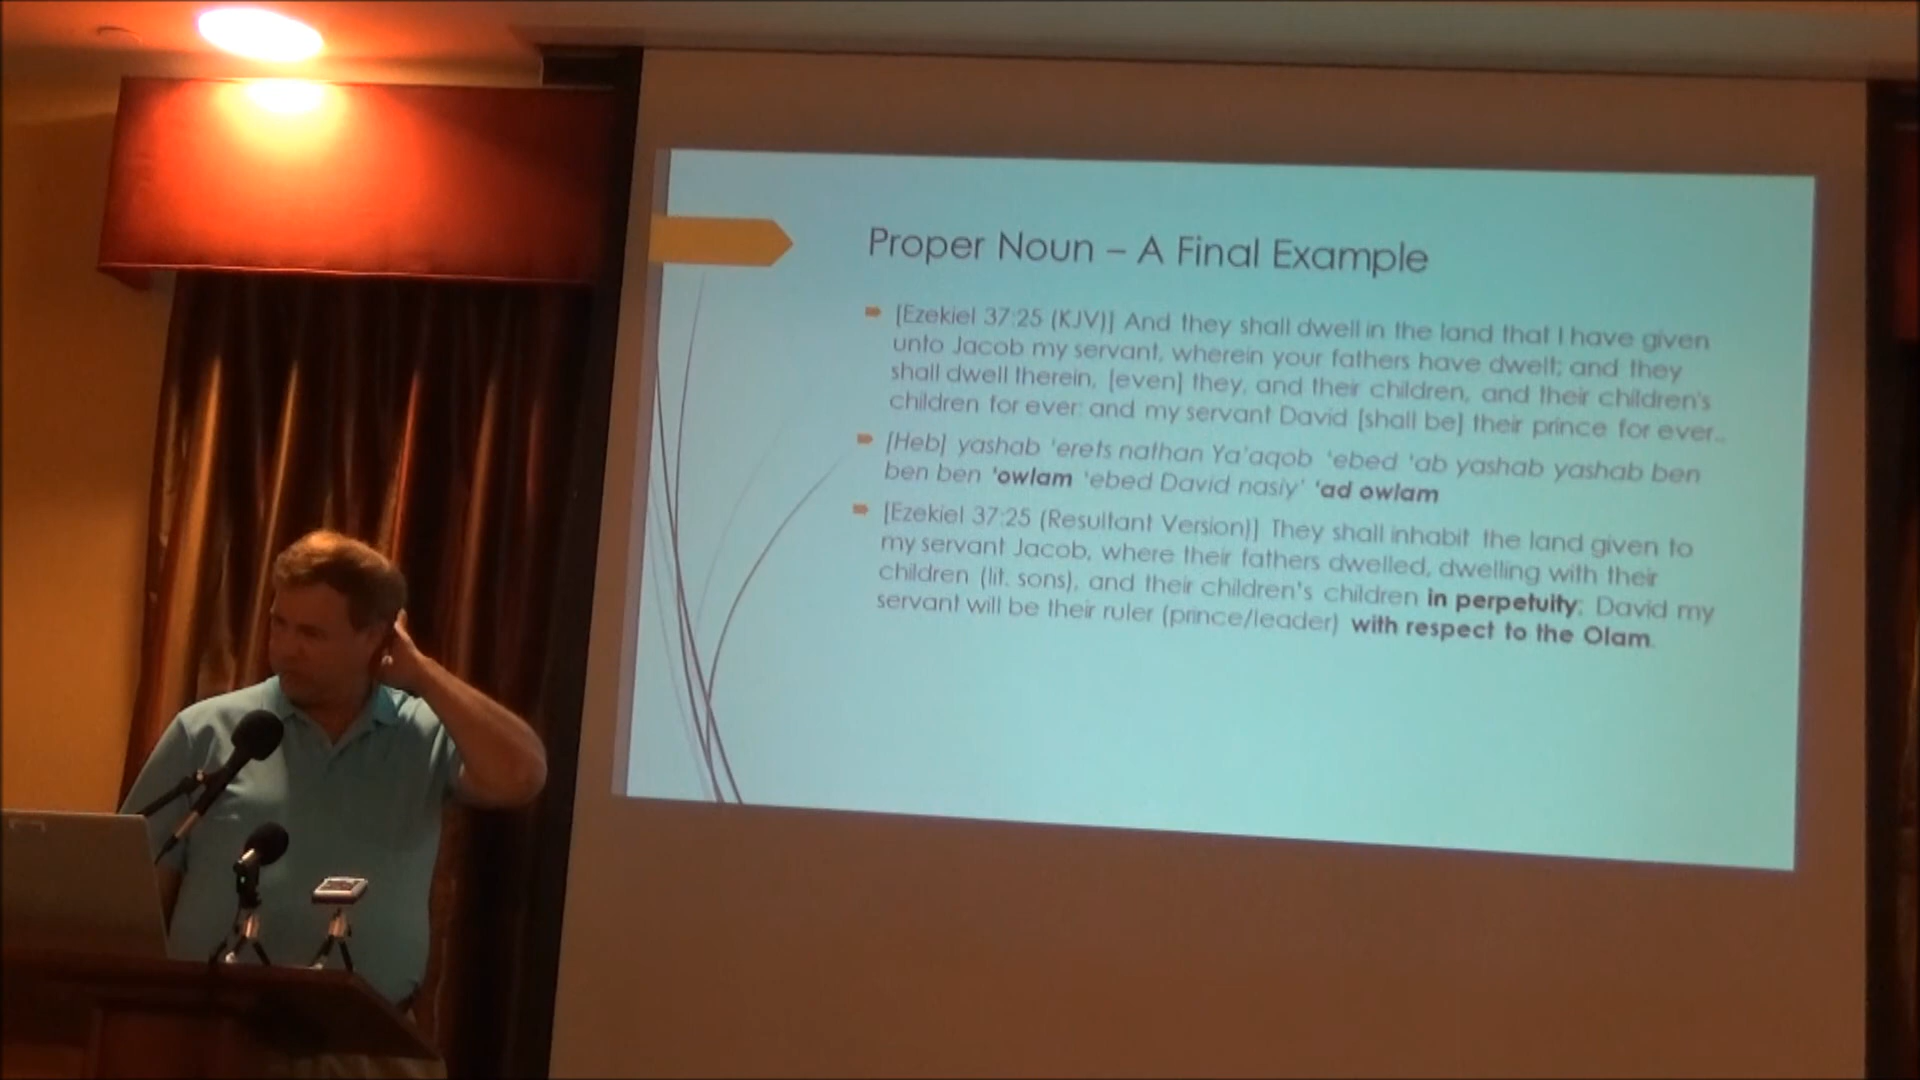 Proper Noun – A Final Example
[Ezekiel 37:25 (KJV)] And they shall dwell in the land that I have given
unto Jacob my servant, wherein your fathers have dwelt; and they
shall dwell therein, [even] they, and their children, and their children's
children for ever: and my servant David [shall be] their prince for ever..
[Heb] yashab 'erets nathan Ya'aqob 'ebed 'ab yashab yashab ben
ben ben 'owlam 'ebed David nasiy' 'ad owlam
[Ezekiel 37:25 (Resultant Version)] They shall inhabit the land given to
my servant Jacob, where their fathers dwelled, dwelling with their
children (lit. sons), and their children's children in perpetuity; David my
servant will be their ruler (prince/leader) with respect to the Olam.